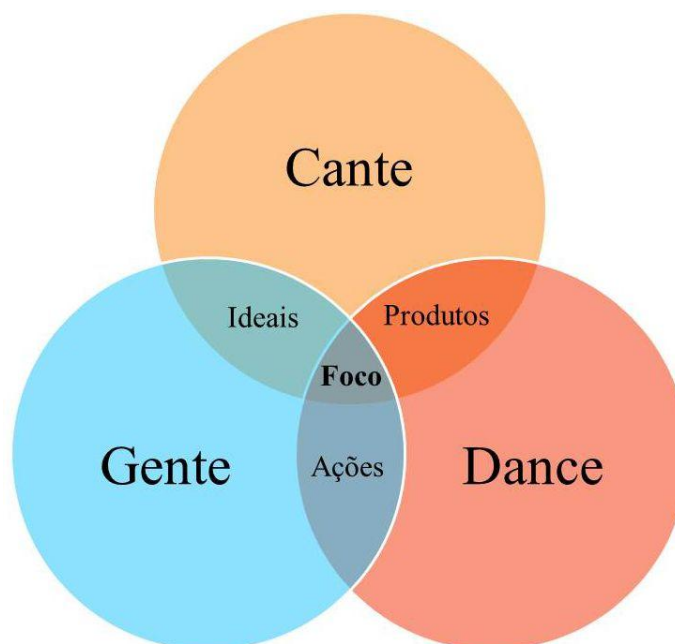 Cante
Ideais
Produtos
Foco
Gente
Ações
Dance